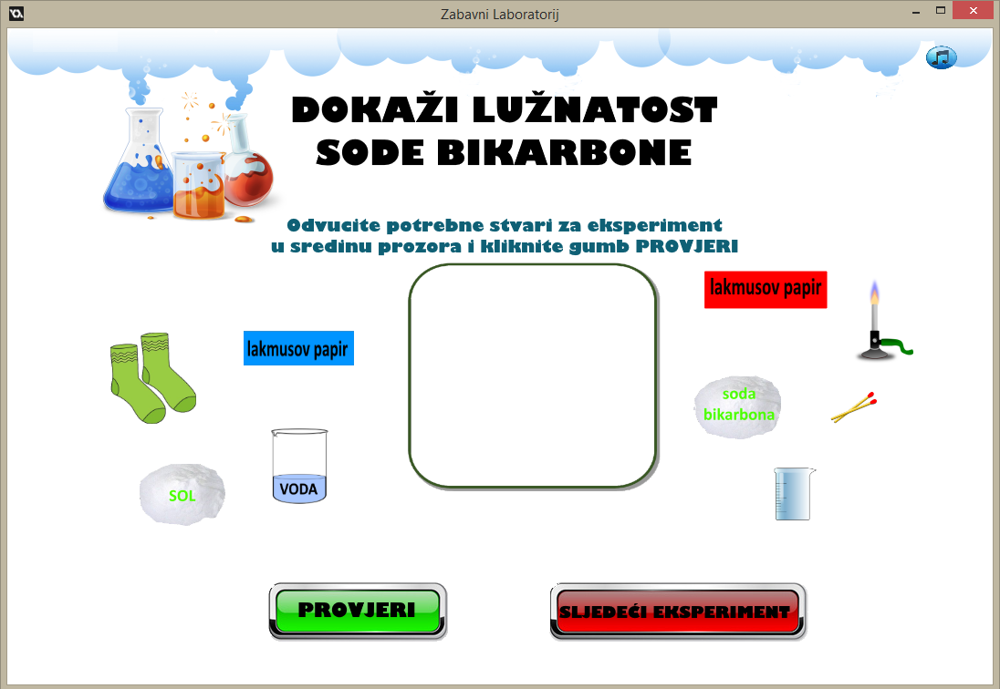 Zabavni Laboratorij
DOKAŽI LUŽNATOST
SODE BIKARBONE
Odvucite potrebne stvari za eksperiment
u sredinu prozora i kliknite gumb PROVJERI
lakmusov papir
lakmusov papir
soda
bikarbona
VODA
SOL
PROVJERI
SLJEDEĆI EKSPERIMENT